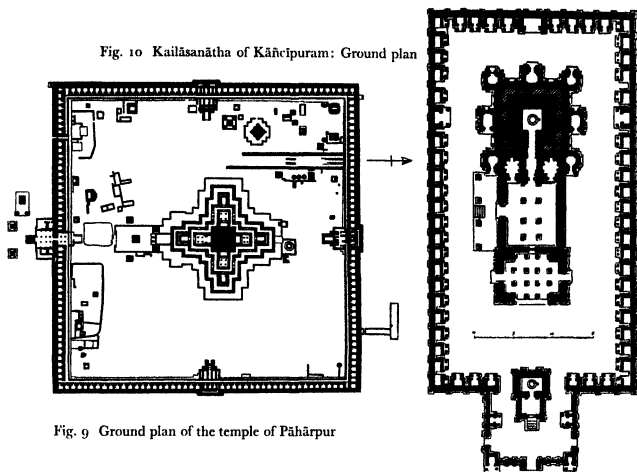 Fig. 10 Kailāsanātha of Kāñcīpuram: Ground plan
Fig. 9 Ground plan of the temple of Pāhārpur